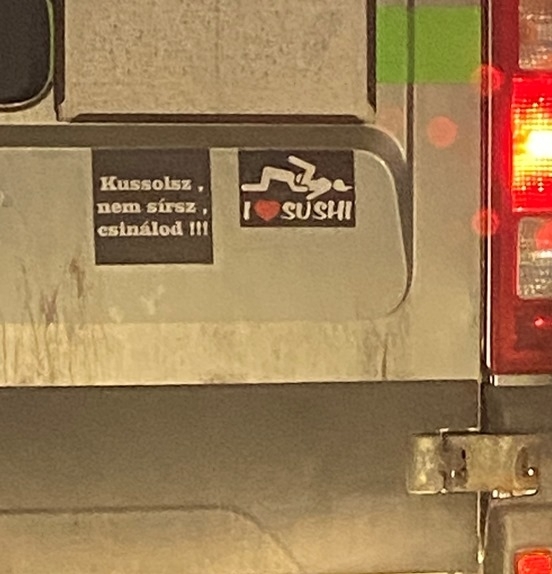 Kussolsz ,
nem sírsz ,
csinálod !!!
I ❤ SUSHI